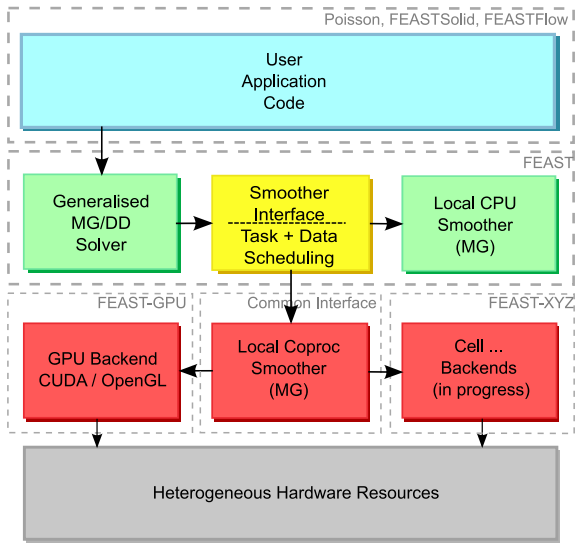 Poisson, FEASTSolid, FEASTFlow
User
Application
Code
FEAST
Generalised
MG/DD
Solver
Smoother
Interface
Task + Data
Scheduling
Local CPU
Smoother
(MG)
FEAST-GPU
Common Interface
FEAST-XYZ
GPU Backend
CUDA / OpenGL
Local Coproc
Smoother
(MG)
Cell ...
Backends
(in progress)
Heterogeneous Hardware Resources